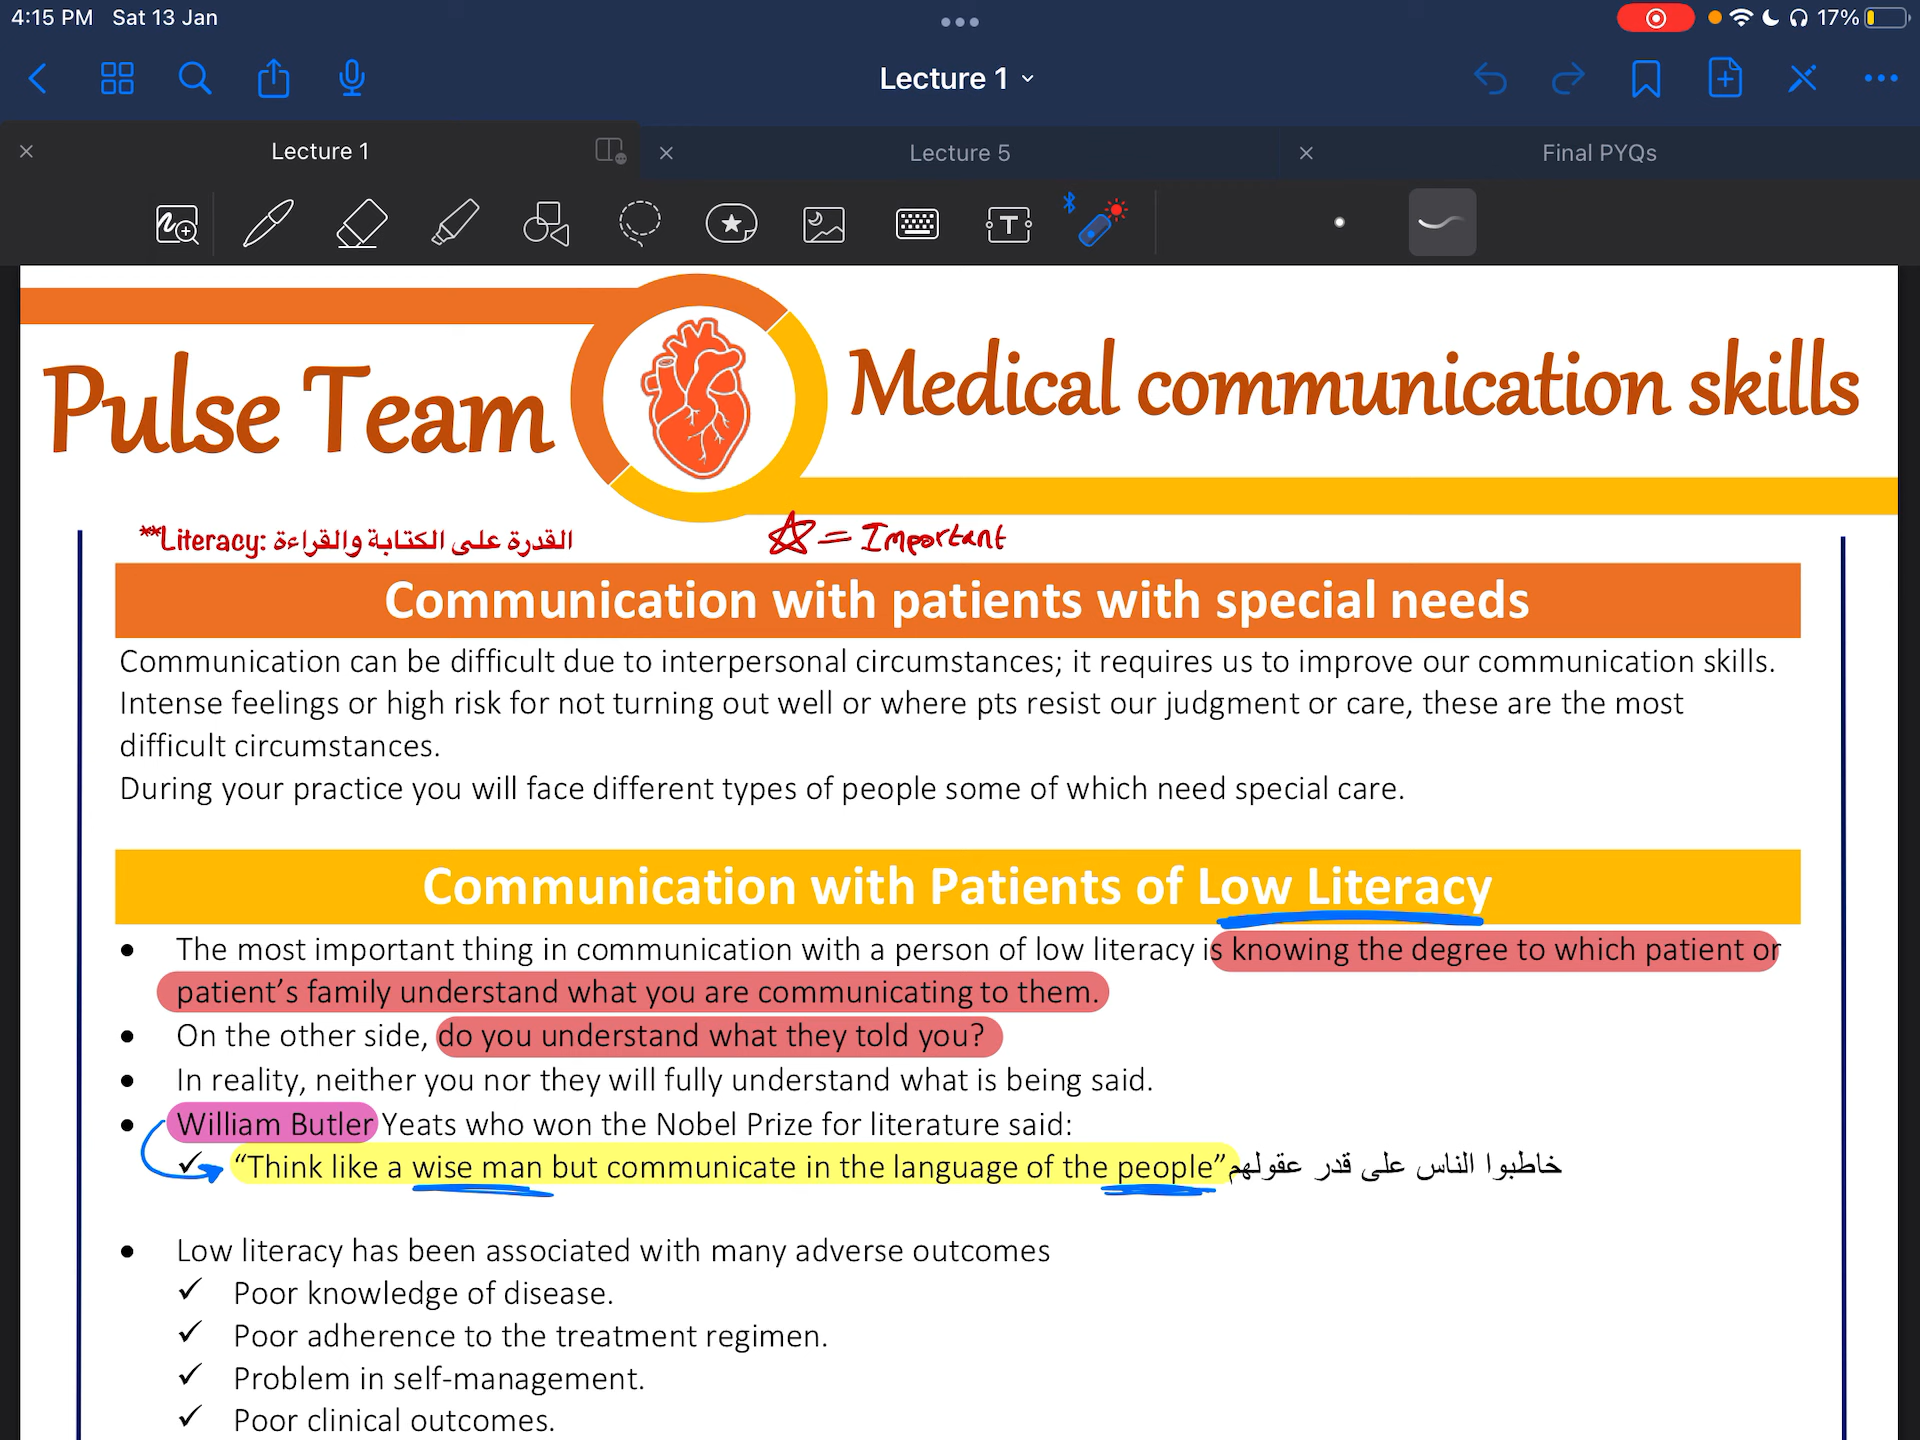 4:15 PM Sat 13 Jan
17%
Lecture 1
Lecture 1
Lecture 5
Final PYQs
Pulse Team
Medical communication skills
**Literacy: القدرة على الكتابة والقراءة
= Important
Communication with patients with special needs
Communication can be difficult due to interpersonal circumstances; it requires us to improve our communication skills.
Intense feelings or high risk for not turning out well or where pts resist our judgment or care, these are the most
difficult circumstances.
During your practice you will face different types of people some of which need special care.
Communication with Patients of Low Literacy
• The most important thing in communication with a person of low literacy is knowing the degree to which patient or
patient’s family understand what you are communicating to them.
• On the other side, do you understand what they told you?
• In reality, neither you nor they will fully understand what is being said.
• William Butler Yeats who won the Nobel Prize for literature said:
✓ “Think like a wise man but communicate in the language of the people” خاطبوا الناس على قدر عقولهم
• Low literacy has been associated with many adverse outcomes
✓ Poor knowledge of disease.
✓ Poor adherence to the treatment regimen.
✓ Problem in self-management.
✓ Poor clinical outcomes.